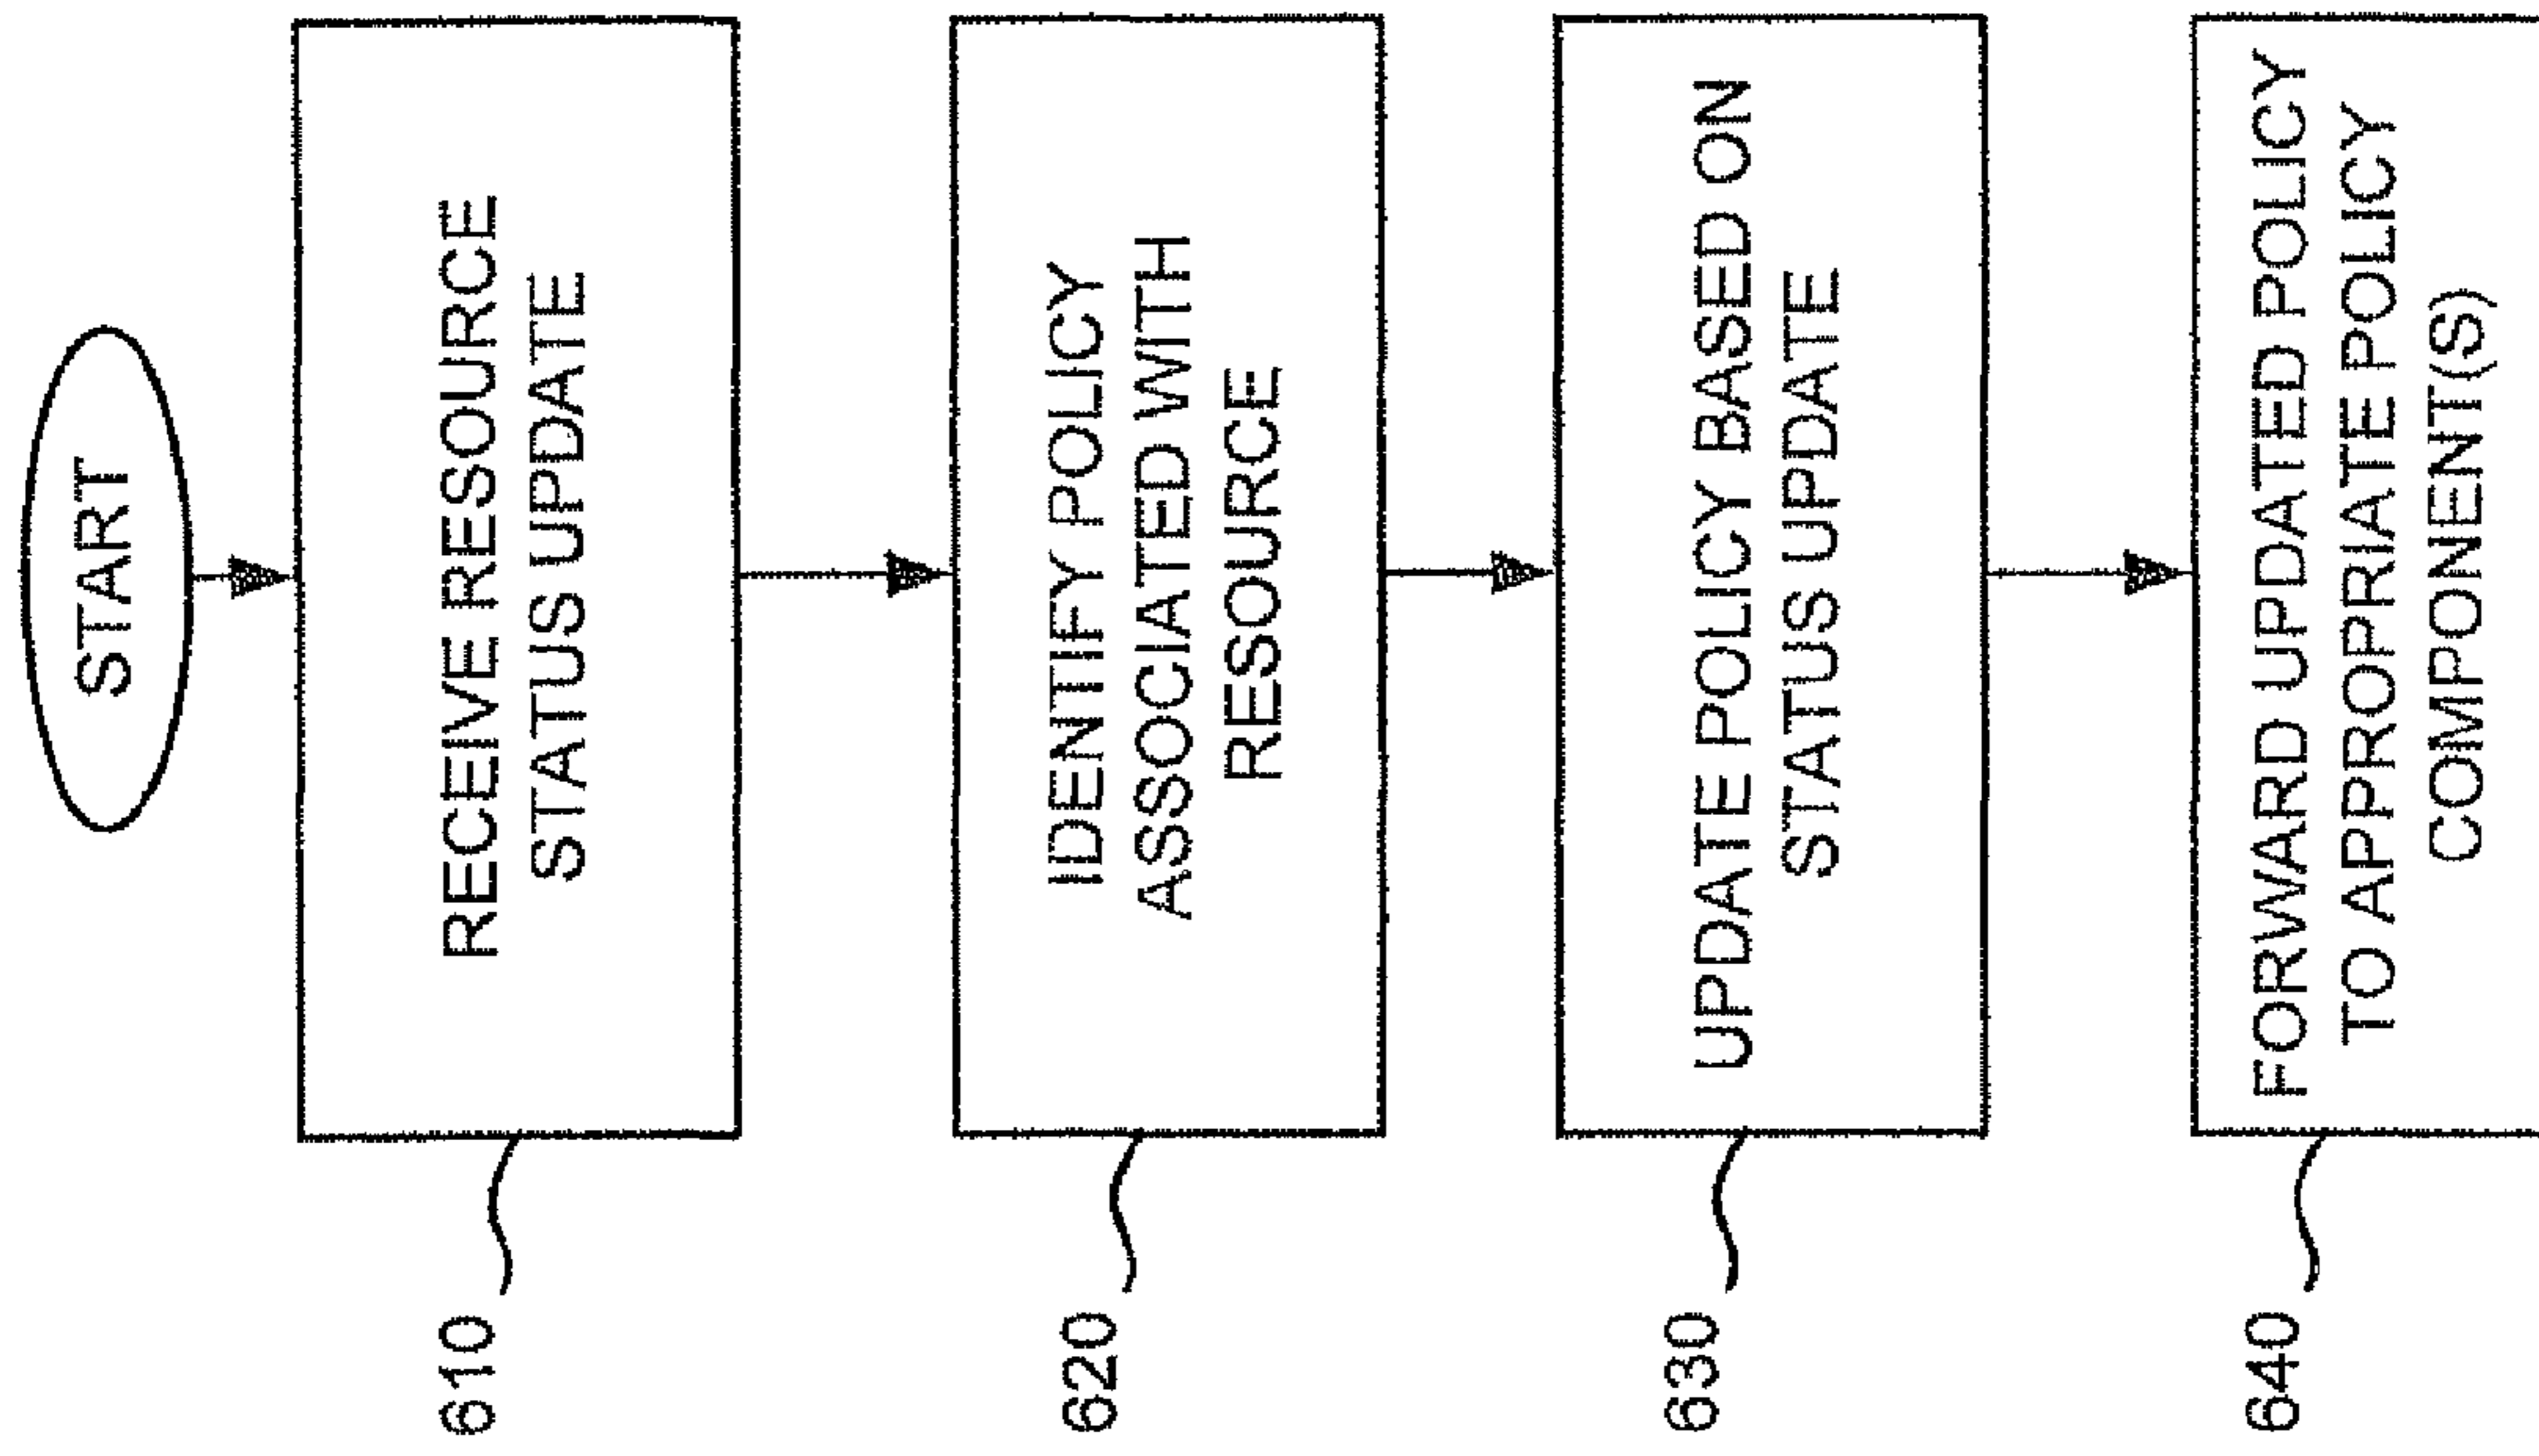 START
610
RECEIVE RESOURCE
STATUS UPDATE
620
IDENTIFY POLICY
ASSOCIATED WITH
RESOURCE
630
UPDATE POLICY BASED ON
STATUS UPDATE
640
FORWARD UPDATED POLICY
TO APPROPRIATE POLICY
COMPONENT(S)